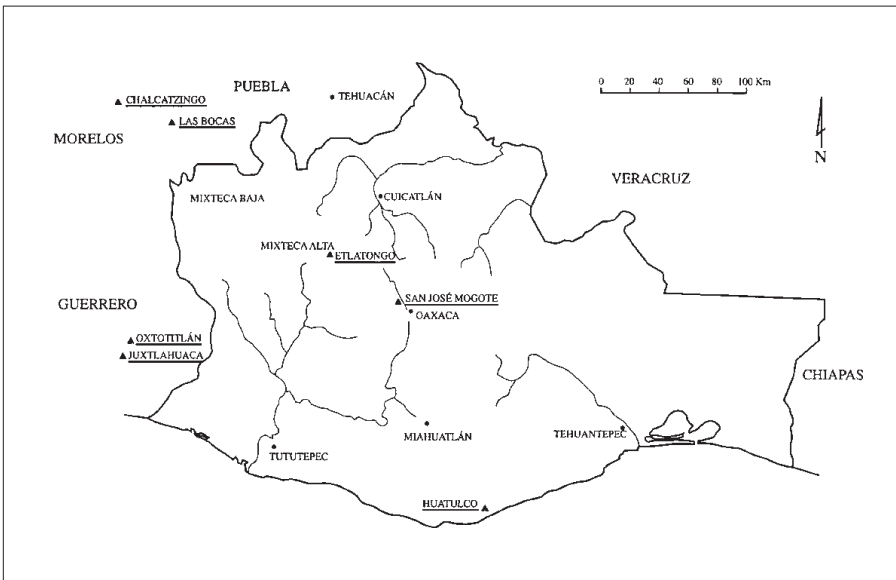 PUEBLA
TEHUACÁN
0 20 40 60 80 100 Km
CHALCATZINGO
LAS BOCAS
MORELOS
N
VERACRUZ
MIXTECA BAJA
CUICATLÁN
MIXTECA ALTA
ETLATONGO
GUERRERO
SAN JOSÉ MOGOTE
OAXACA
OXTOTITLÁN
JUXTLAHUACA
CHIAPAS
MIAHUATLÁN
TEHUANTEPEC
TUTUTEPEC
HUATULCO